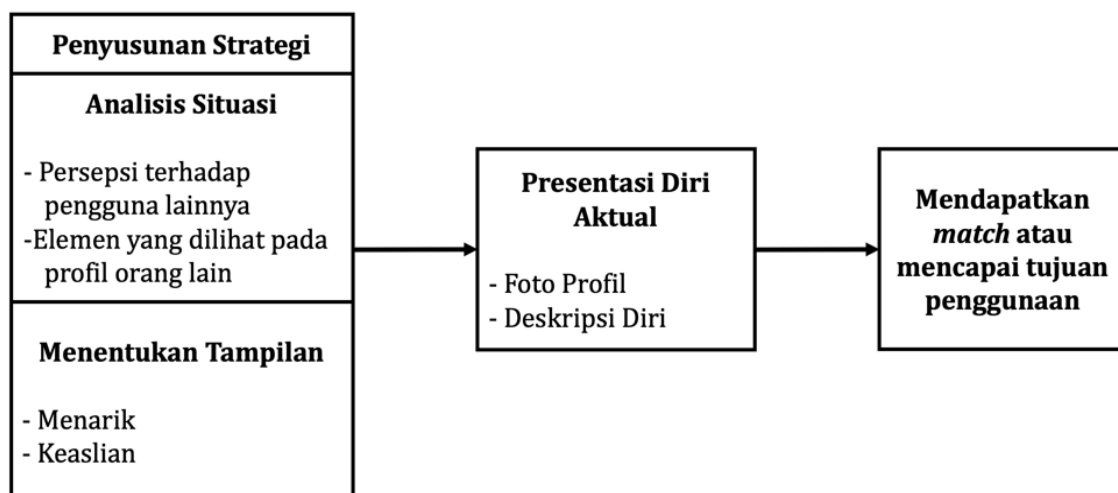 Penyusunan Strategi
Analisis Situasi
- Persepsi terhadap
pengguna lainnya
-Elemen yang dilihat pada
profil orang lain
Menentukan Tampilan
- Menarik
- Keaslian
Presentasi Diri
Aktual
- Foto Profil
- Deskripsi Diri
Mendapatkan
match atau
mencapai tujuan
penggunaan